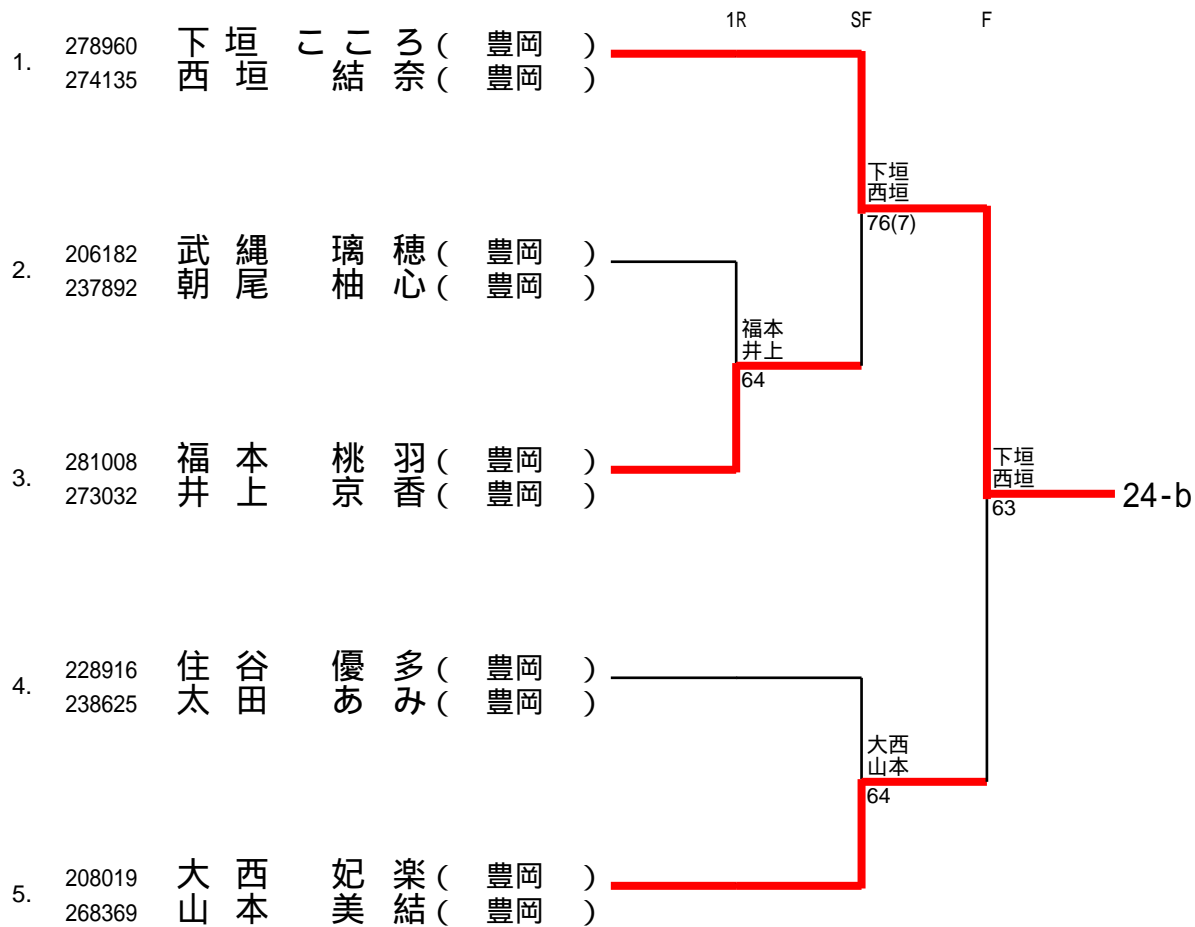 1R SF F
1. 278960 下垣 こころ ( 豊岡 )
274135 西垣 結奈 ( 豊岡 )
下垣
西垣
76(7)
2. 206182 武縄 璃穂 ( 豊岡 )
237892 朝尾 柚心 ( 豊岡 )
福本
井上
64
3. 281008 福本 桃羽 ( 豊岡 )
273032 井上 京香 ( 豊岡 )
下垣
西垣
63
24-b
4. 228916 住谷 優多 ( 豊岡 )
238625 太田 あみ ( 豊岡 )
大西
山本
64
5. 208019 大西 妃楽 ( 豊岡 )
268369 山本 美結 ( 豊岡 )